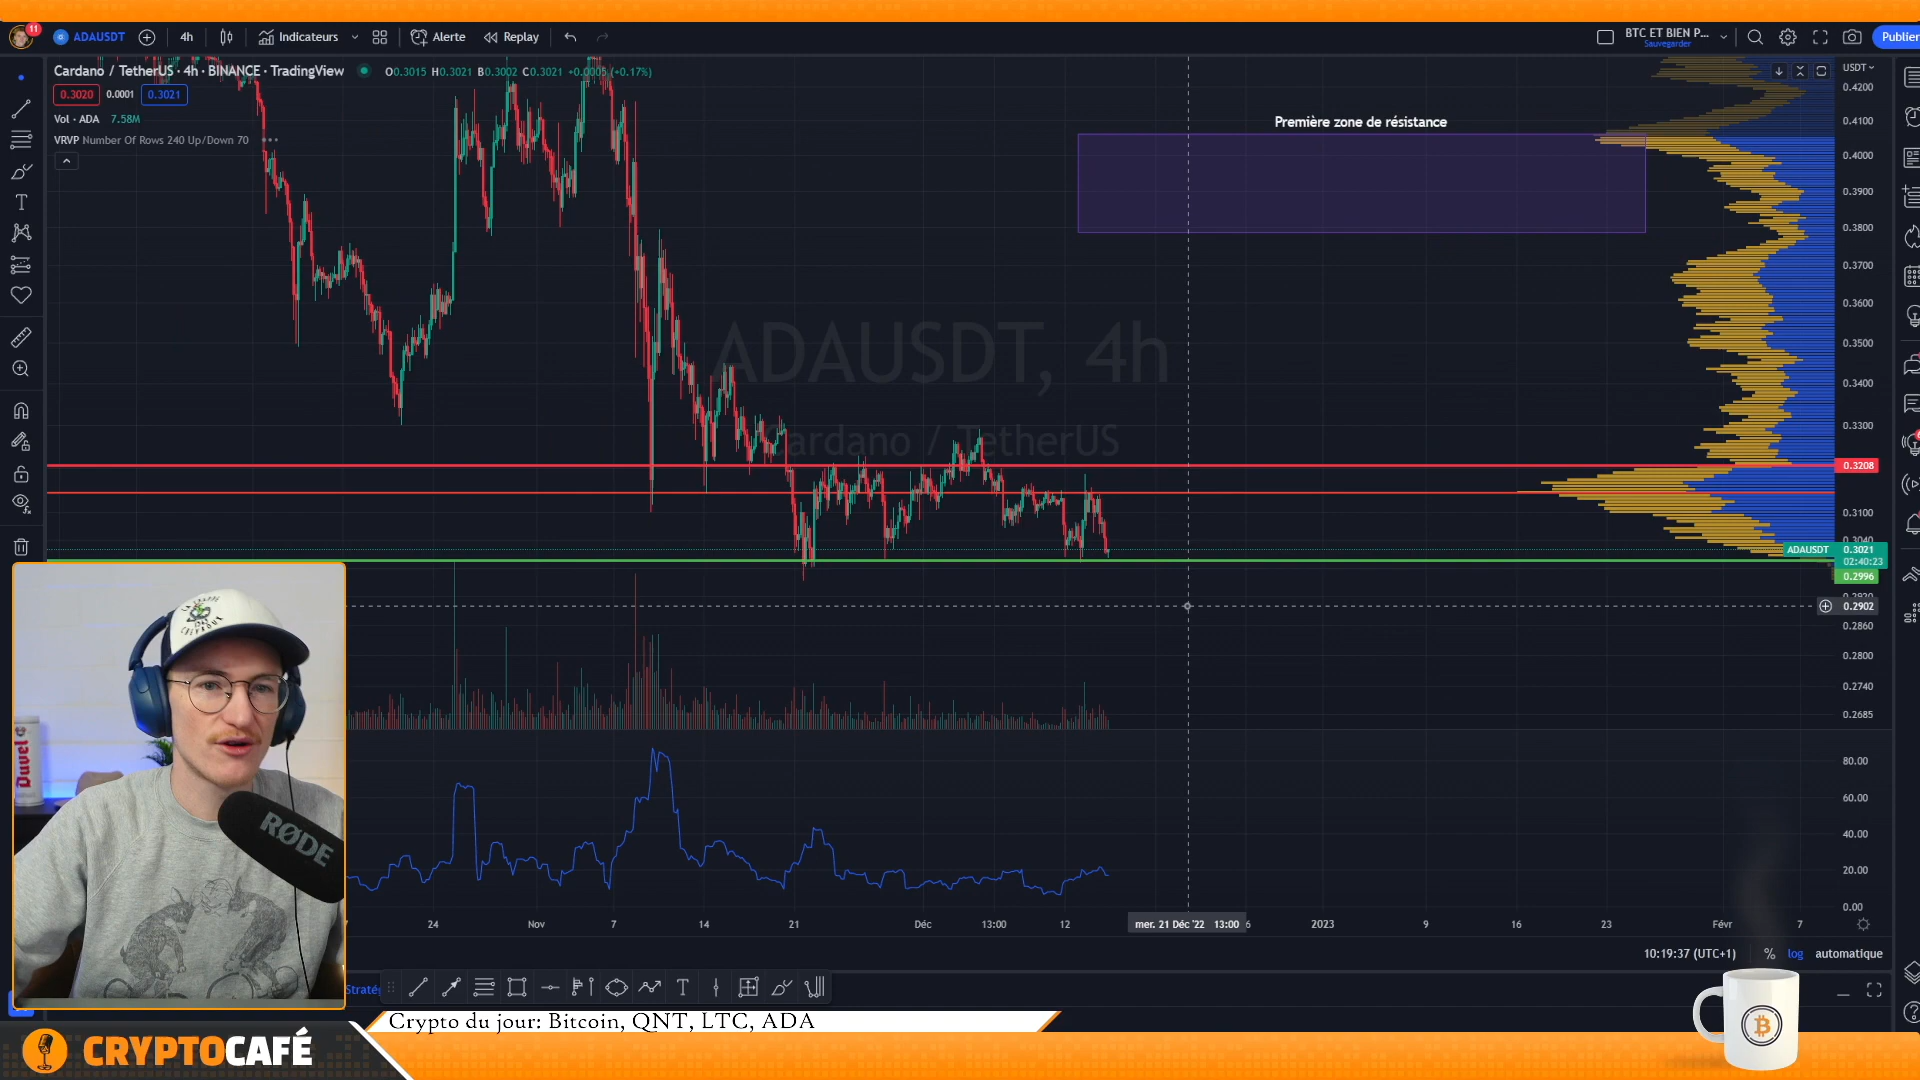 11
ADAUSDT
4h
Indicateurs
Alerte
Replay
BTC ET BIEN P...
Sauvegarder
Publier
Cardano / TetherUS · 4h · BINANCE · TradingView
O0.3015 H0.3021 B0.3002 C0.3021 +0.0005 (+0.17%)
USDT
0.3020
0.0001
0.3021
Vol · ADA 7.58M
VRVP Number Of Rows 240 Up/Down 70
Première zone de résistance
ADAUSDT, 4h
Cardano / TetherUS
0.4200
0.4100
0.4000
0.3900
0.3800
0.3700
0.3600
0.3500
0.3400
0.3300
0.3208
0.3100
0.3040
ADAUSDT 0.3021
02:40:23
0.2996
0.2902
0.2860
0.2800
0.2740
0.2685
80.00
60.00
40.00
20.00
0.00
24
Nov
7
14
21
Déc
13:00
12
mer. 21 Déc '22 13:00
6
2023
9
16
23
Févr
7
10:19:37 (UTC+1)
%
log
automatique
Straté
Duvel
RØDE
Crypto du jour: Bitcoin, QNT, LTC, ADA
CRYPTOCAFÉ